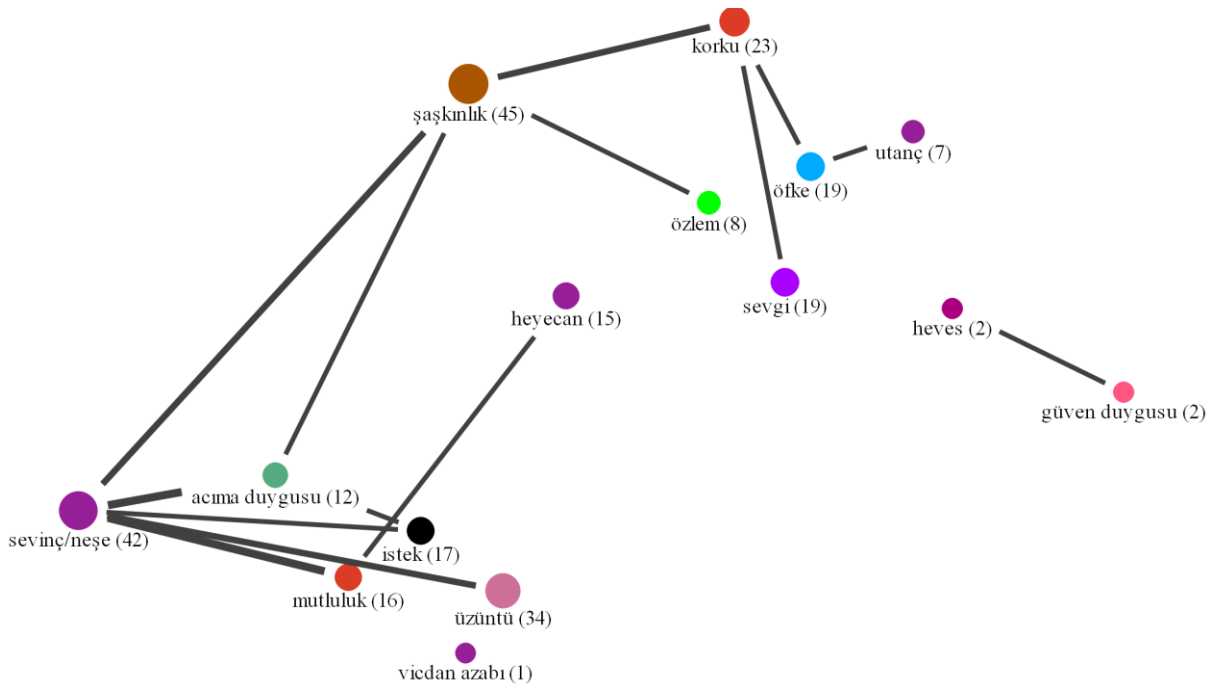 korku (23)
şaşkınlık (45)
utanç (7)
öfke (19)
özlem (8)
sevgi (19)
heyecan (15)
heves (2)
güven duygusu (2)
acıma duygusu (12)
sevinç/neşe (42)
istek (17)
mutluluk (16)
üzüntü (34)
vicdan azabı (1)